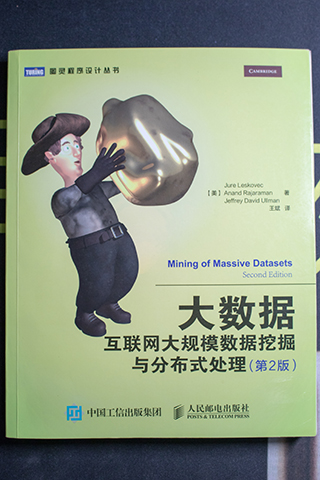 TURING 图灵程序设计丛书
CAMBRIDGE
Jure Leskovec
【美】 Anand Rajaraman 著
Jeffrey David Ullman
王斌 译
Mining of Massive Datasets
Second Edition
大数据
互联网大规模数据挖掘
与分布式处理(第2版)
中国工信出版集团
人民邮电出版社
POSTS & TELECOM PRESS